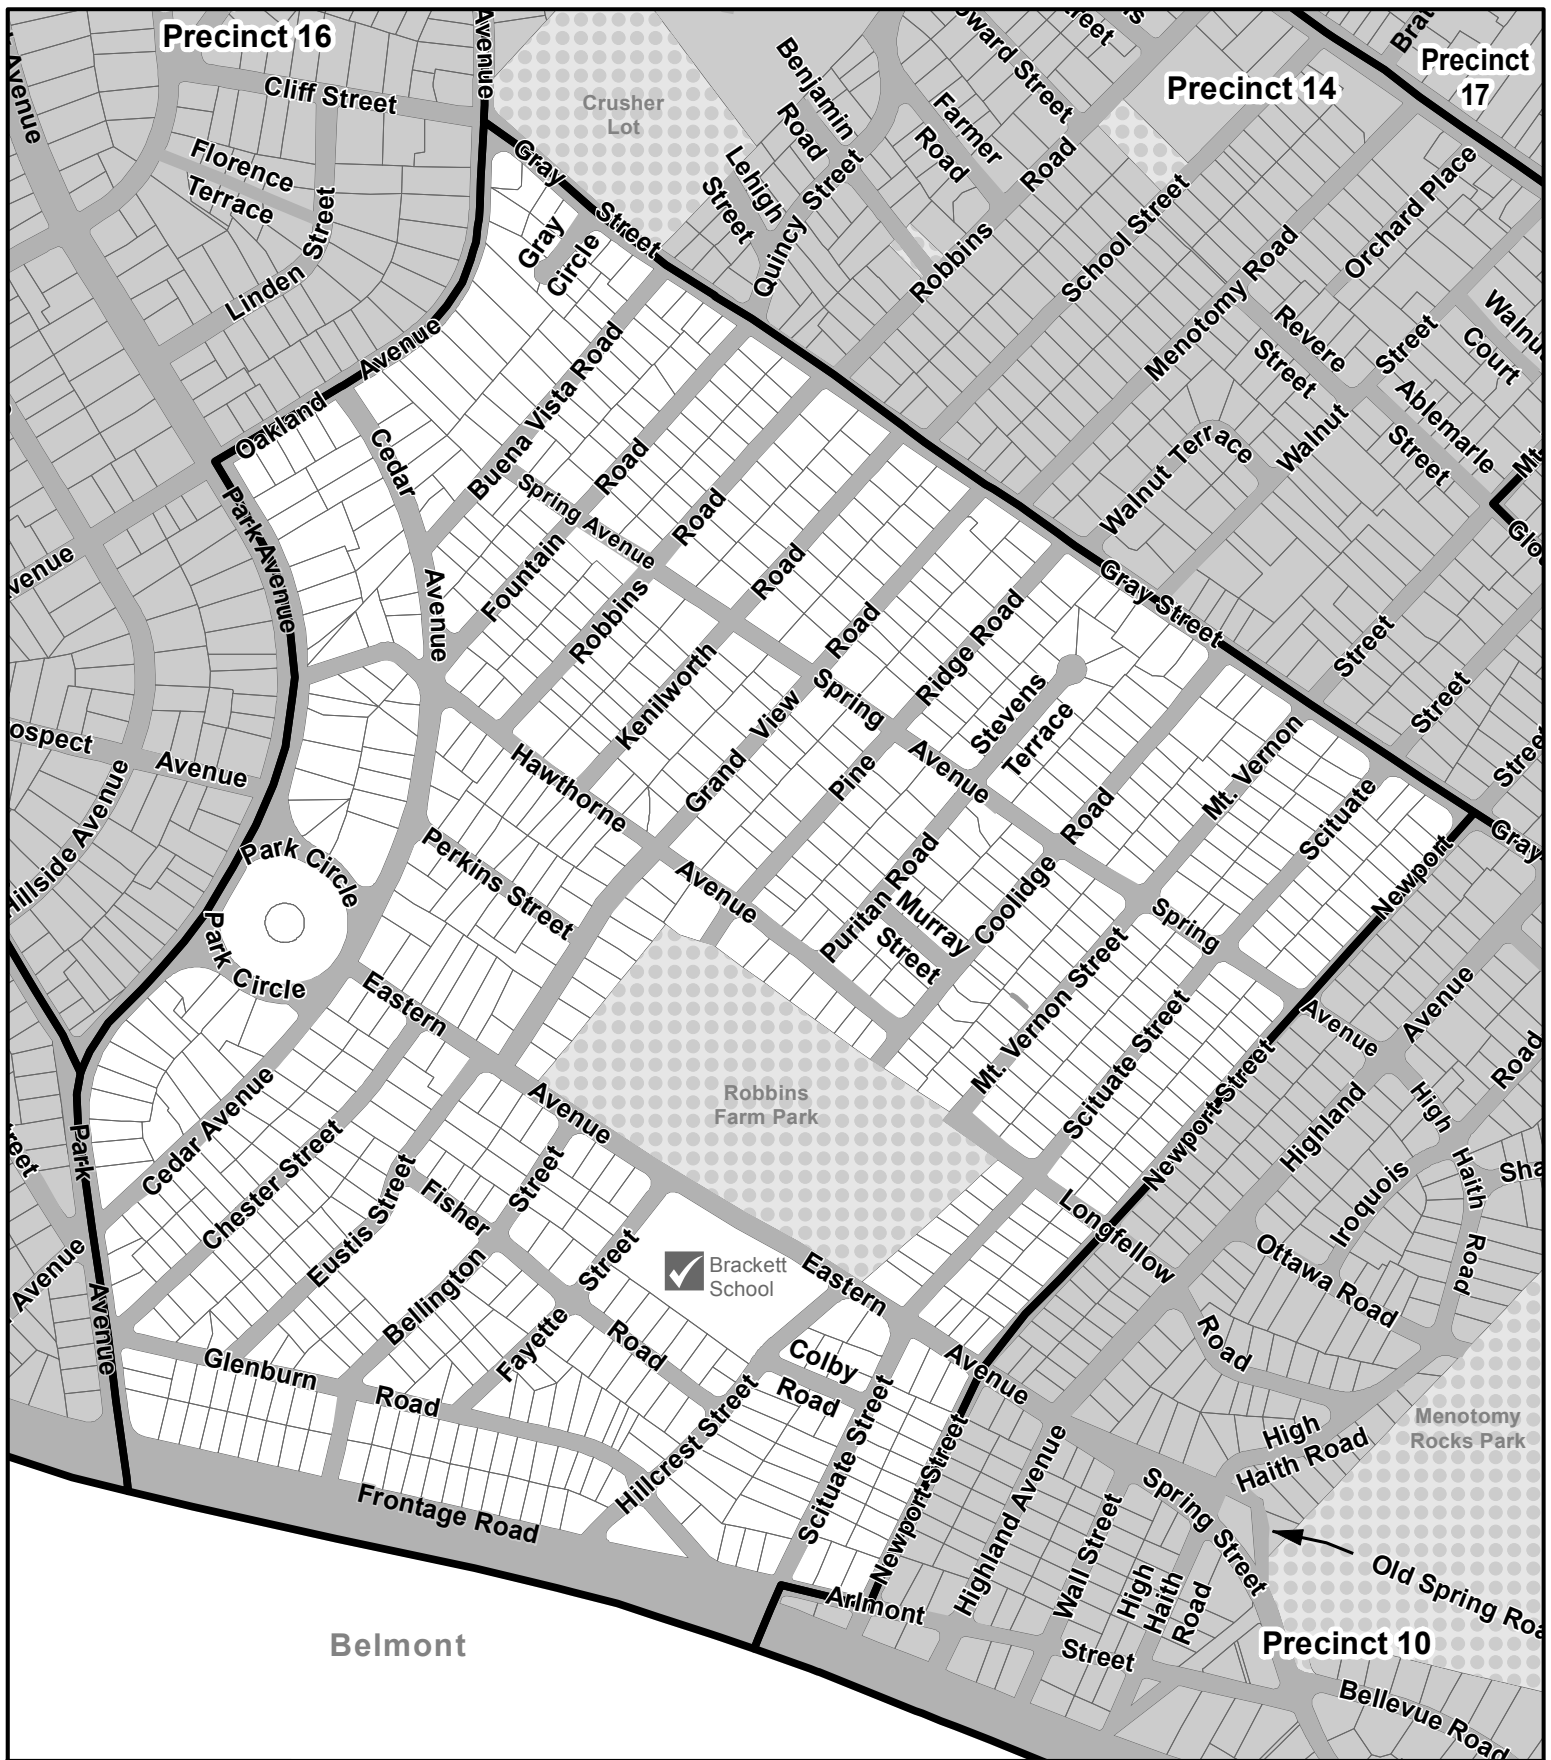 Precinct 16
Avenue
Avenue
Cliff Street
Florence
Terrace
Linden
Street
Crusher
Lot
Gray
Street
Gray
Circle
Benjamin
Road
Lehigh
Street
Quincy
Street
Farmer
Road
Robbins
Road
School Street
Precinct 14
Precinct
17
Menotomy Road
Orchard Place
Revere
Street
Walnut
Street
Court
Ablemarle
Street
Walnut Terrace
Walnut
Mt.
Oakland
Avenue
Cedar
Avenue
Buena Vista Road
Fountain
Road
Spring Avenue
Robbins
Road
Kenilworth
Road
Grand View
Road
Pine
Ridge Road
Spring
Avenue
Stevens
Terrace
Gray Street
Street
Street
Street
Gray
Park Avenue
Avenue
Hillside Avenue
Park Circle
Park Circle
Hawthorne
Avenue
Perkins Street
Puritan Road
Murray
Street
Coolidge
Road
Mt. Vernon
Mt. Vernon Street
Scituate
Scituate Street
Spring
Avenue
Newport
Newport Street
Highland
Avenue
High
Haith
Road
Road
Iroquois
Ottawa Road
Longfellow
Road
Eastern
Avenue
Robbins
Farm Park
Cedar Avenue
Chester Street
Eustis Street
Fisher
Road
Bellington
Street
Fayette
Street
Brackett
School
Eastern
Avenue
Park
Avenue
Avenue
Glenburn
Road
Colby
Road
Hillcrest Street
Scituate Street
Newport Street
Highland Avenue
Wall Street
High
Haith Road
High
Haith
Road
Spring Street
Menotomy
Rocks Park
Frontage Road
Arlmont
Street
Belmont
Precinct 10
Bellevue Road